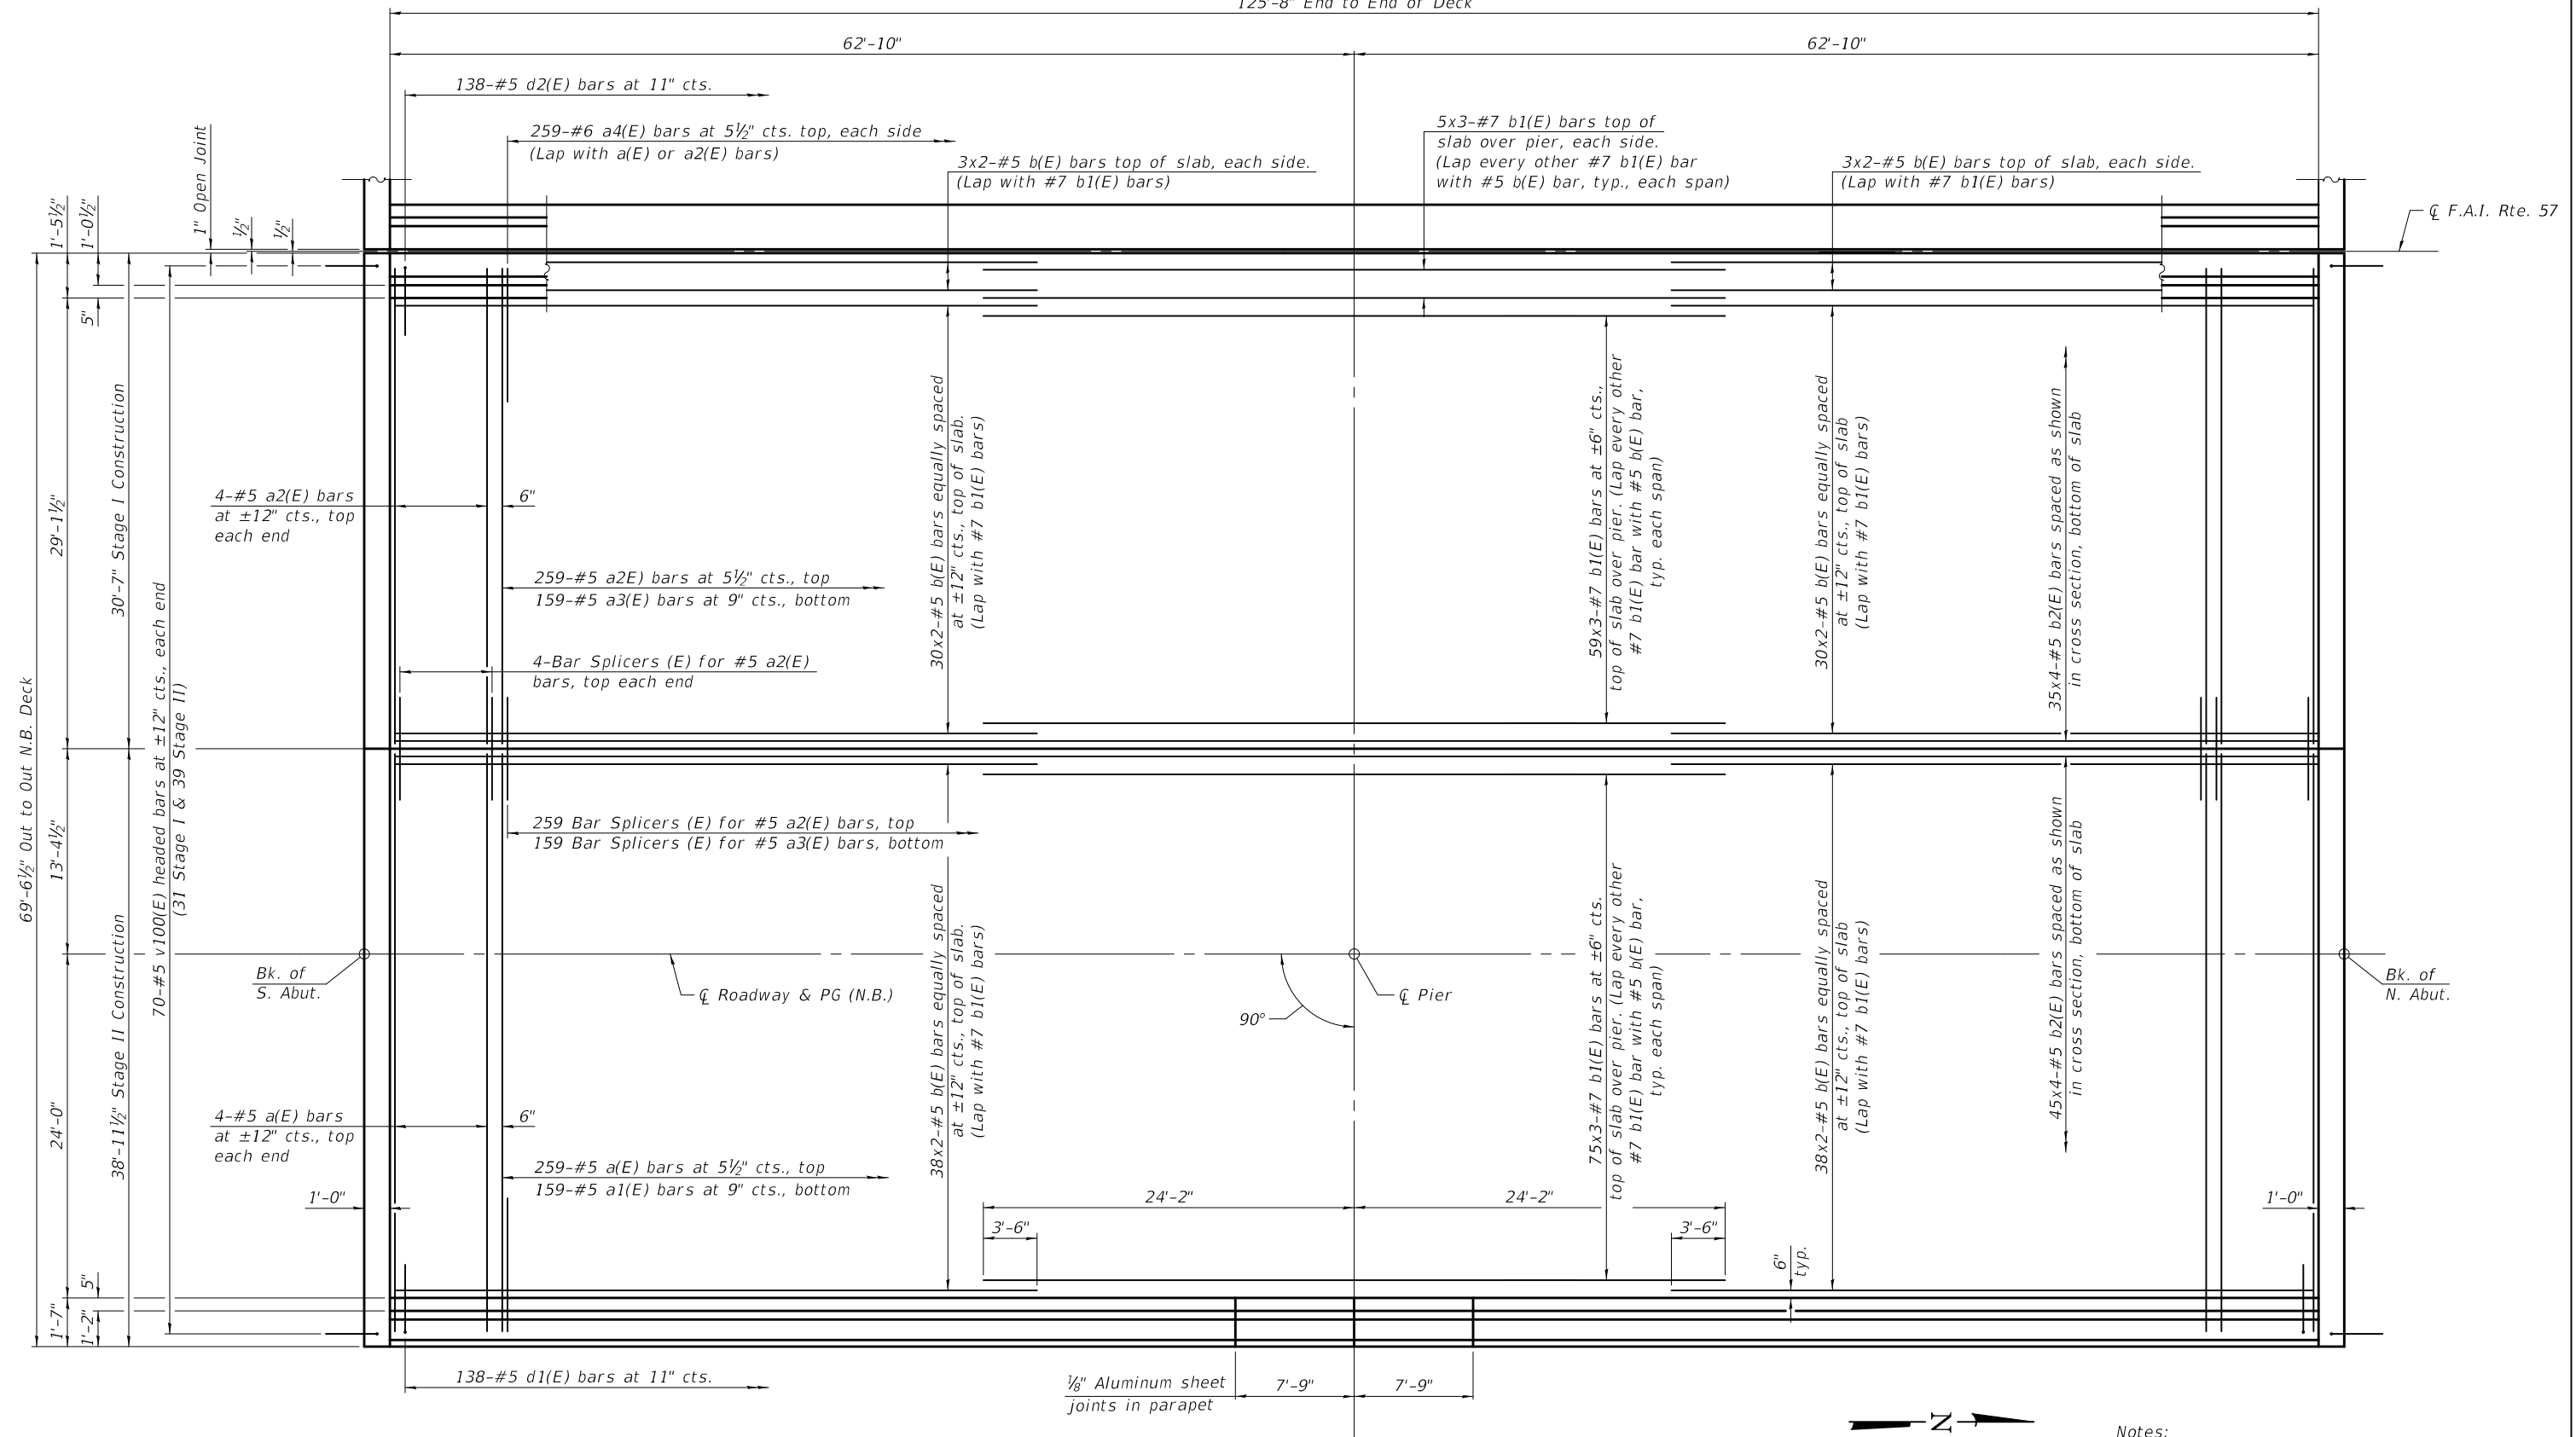 125'-8" End to End of Deck
62'-10"
62'-10"
138-#5 d2(E) bars at 11" cts.
259-#6 a4(E) bars at 5½" cts. top, each side
(Lap with a(E) or a2(E) bars)
3x2-#5 b(E) bars top of slab, each side.
(Lap with #7 b1(E) bars)
5x3-#7 b1(E) bars top of
slab over pier, each side.
(Lap every other #7 b1(E) bar
with #5 b(E) bar, typ., each span)
3x2-#5 b(E) bars top of slab, each side.
(Lap with #7 b1(E) bars)
℄ F.A.I. Rte. 57
1" Open Joint
½"
½"
1'-5½"
1'-0½"
5"
29'-1½"
30'-7" Stage I Construction
69'-6½" Out to Out N.B. Deck
13'-4½"
24'-0"
38'-11½" Stage II Construction
70-#5 v100(E) headed bars at ±12" cts., each end
(31 Stage I & 39 Stage II)
5"
1'-7"
1'-2"
4-#5 a2(E) bars
at ±12" cts., top
each end
6"
259-#5 a2E) bars at 5½" cts., top
159-#5 a3(E) bars at 9" cts., bottom
4-Bar Splicers (E) for #5 a2(E)
bars, top each end
30x2-#5 b(E) bars equally spaced
at ±12" cts., top of slab.
(Lap with #7 b1(E) bars)
59x3-#7 b1(E) bars at ±6" cts.,
top of slab over pier. (Lap every other
#7 b1(E) bar with #5 b(E) bar,
typ. each span)
30x2-#5 b(E) bars equally spaced
at ±12" cts., top of slab
(Lap with #7 b1(E) bars)
35x4-#5 b2(E) bars spaced as shown
in cross section, bottom of slab
259 Bar Splicers (E) for #5 a2(E) bars, top
159 Bar Splicers (E) for #5 a3(E) bars, bottom
Bk. of
S. Abut.
℄ Roadway & PG (N.B.)
90°
℄ Pier
Bk. of
N. Abut.
38x2-#5 b(E) bars equally spaced
at ±12" cts., top of slab.
(Lap with #7 b1(E) bars)
75x3-#7 b1(E) bars at ±6" cts.
top of slab over pier. (Lap every other
#7 b1(E) bar with #5 b(E) bar,
typ. each span)
38x2-#5 b(E) bars equally spaced
at ±12" cts., top of slab
(Lap with #7 b1(E) bars)
45x4-#5 b2(E) bars spaced as shown
in cross section, bottom of slab
4-#5 a(E) bars
at ±12" cts., top
each end
6"
259-#5 a(E) bars at 5½" cts., top
159-#5 a1(E) bars at 9" cts., bottom
1'-0"
24'-2"
24'-2"
1'-0"
3'-6"
3'-6"
6"
typ.
138-#5 d1(E) bars at 11" cts.
⅛" Aluminum sheet
joints in parapet
7'-9"
7'-9"
N
Notes: